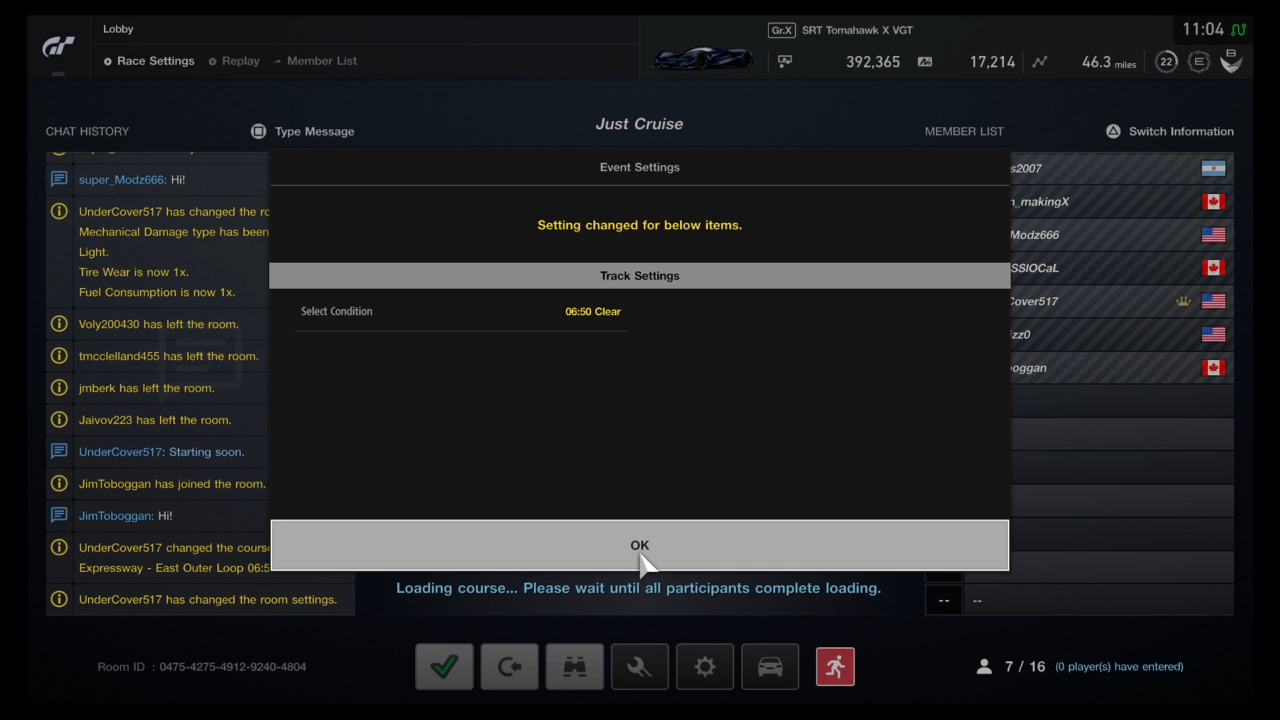 Lobby
Race Settings Replay Member List
Gr.X SRT Tomahawk X VGT
11:04
392,365 17,214 46.3 miles 22 E B
Just Cruise
CHAT HISTORY Type Message
MEMBER LIST Switch Information
super_Modz666: Hi!
UnderCover517 has changed the ro
Mechanical Damage type has been
Light.
Tire Wear is now 1x.
Fuel Consumption is now 1x.
Voly200430 has left the room.
tmcclelland455 has left the room.
jmberk has left the room.
Jaivov223 has left the room.
UnderCover517: Starting soon.
JimToboggan has joined the room.
JimToboggan: Hi!
UnderCover517 changed the cours
Expressway - East Outer Loop 06:5
UnderCover517 has changed the room settings.
Event Settings
Setting changed for below items.
Track Settings
Select Condition 06:50 Clear
OK
Loading course... Please wait until all participants complete loading.
s2007
n_makingX
Modz666
SSIOCaL
Cover517
izz0
oggan
-- --
Room ID : 0475-4275-4912-9240-4804
7 / 16 (0 player(s) have entered)